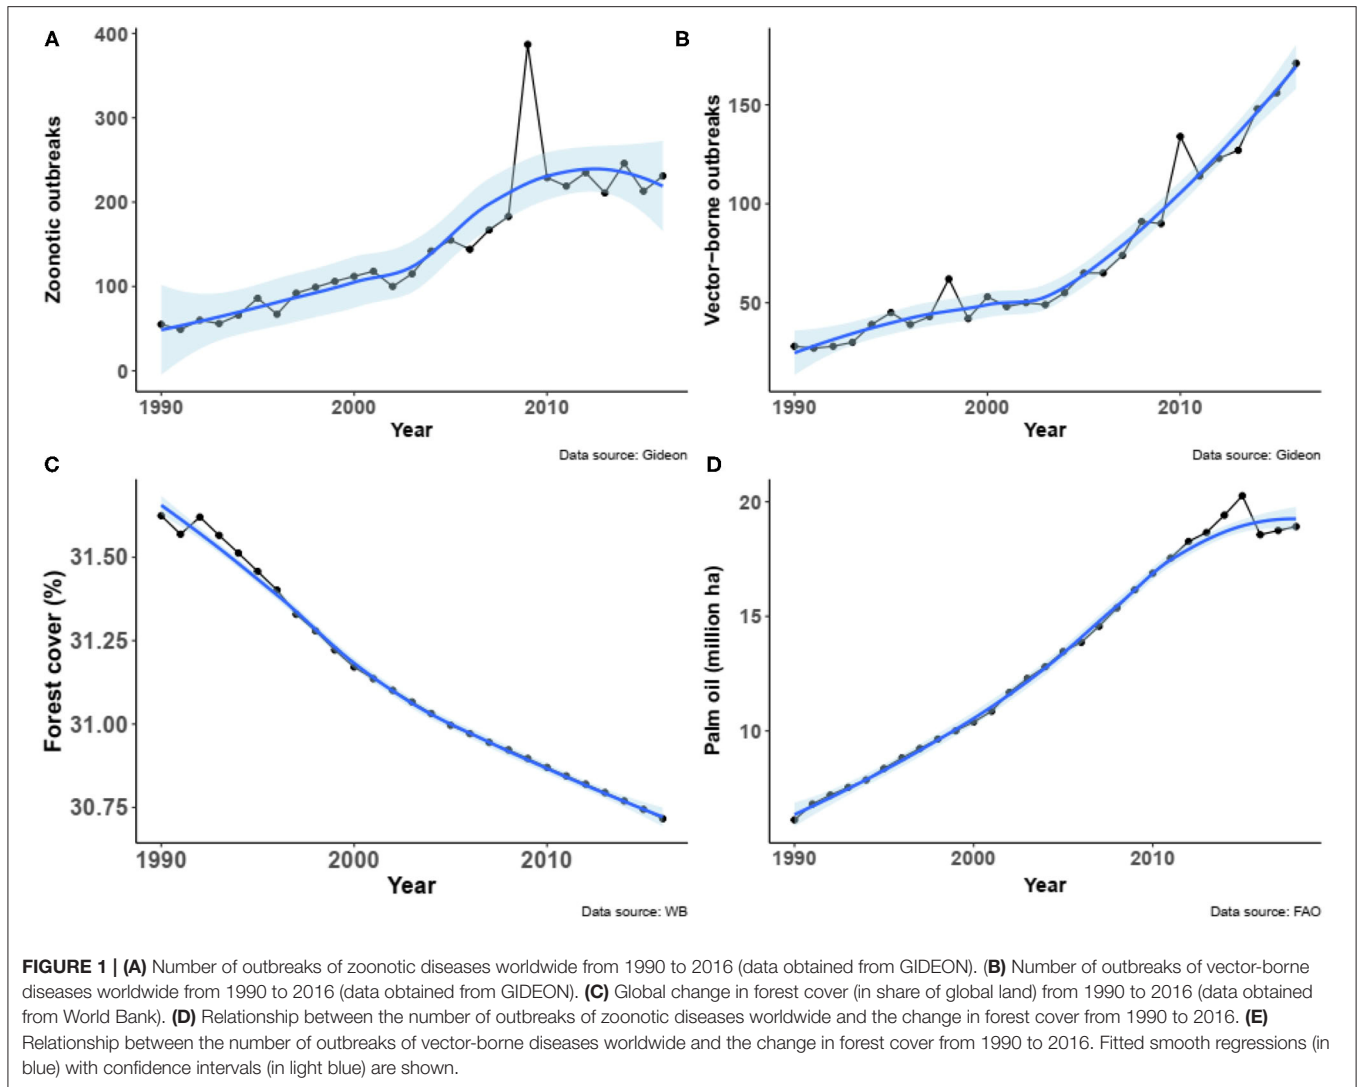 A
400
300
200
100
0
Zoonotic outbreaks
1990
2000
2010
Year
Data source: Gideon
B
150
100
50
Vector−borne outbreaks
1990
2000
2010
Year
Data source: Gideon
C
31.50
31.25
31.00
30.75
Forest cover (%)
1990
2000
2010
Year
Data source: WB
D
20
15
10
Palm oil (million ha)
1990
2000
2010
Year
Data source: FAO
FIGURE 1 | (A) Number of outbreaks of zoonotic diseases worldwide from 1990 to 2016 (data obtained from GIDEON). (B) Number of outbreaks of vector-borne
diseases worldwide from 1990 to 2016 (data obtained from GIDEON). (C) Global change in forest cover (in share of global land) from 1990 to 2016 (data obtained
from World Bank). (D) Relationship between the number of outbreaks of zoonotic diseases worldwide and the change in forest cover from 1990 to 2016. (E)
Relationship between the number of outbreaks of vector-borne diseases worldwide and the change in forest cover from 1990 to 2016. Fitted smooth regressions (in
blue) with confidence intervals (in light blue) are shown.